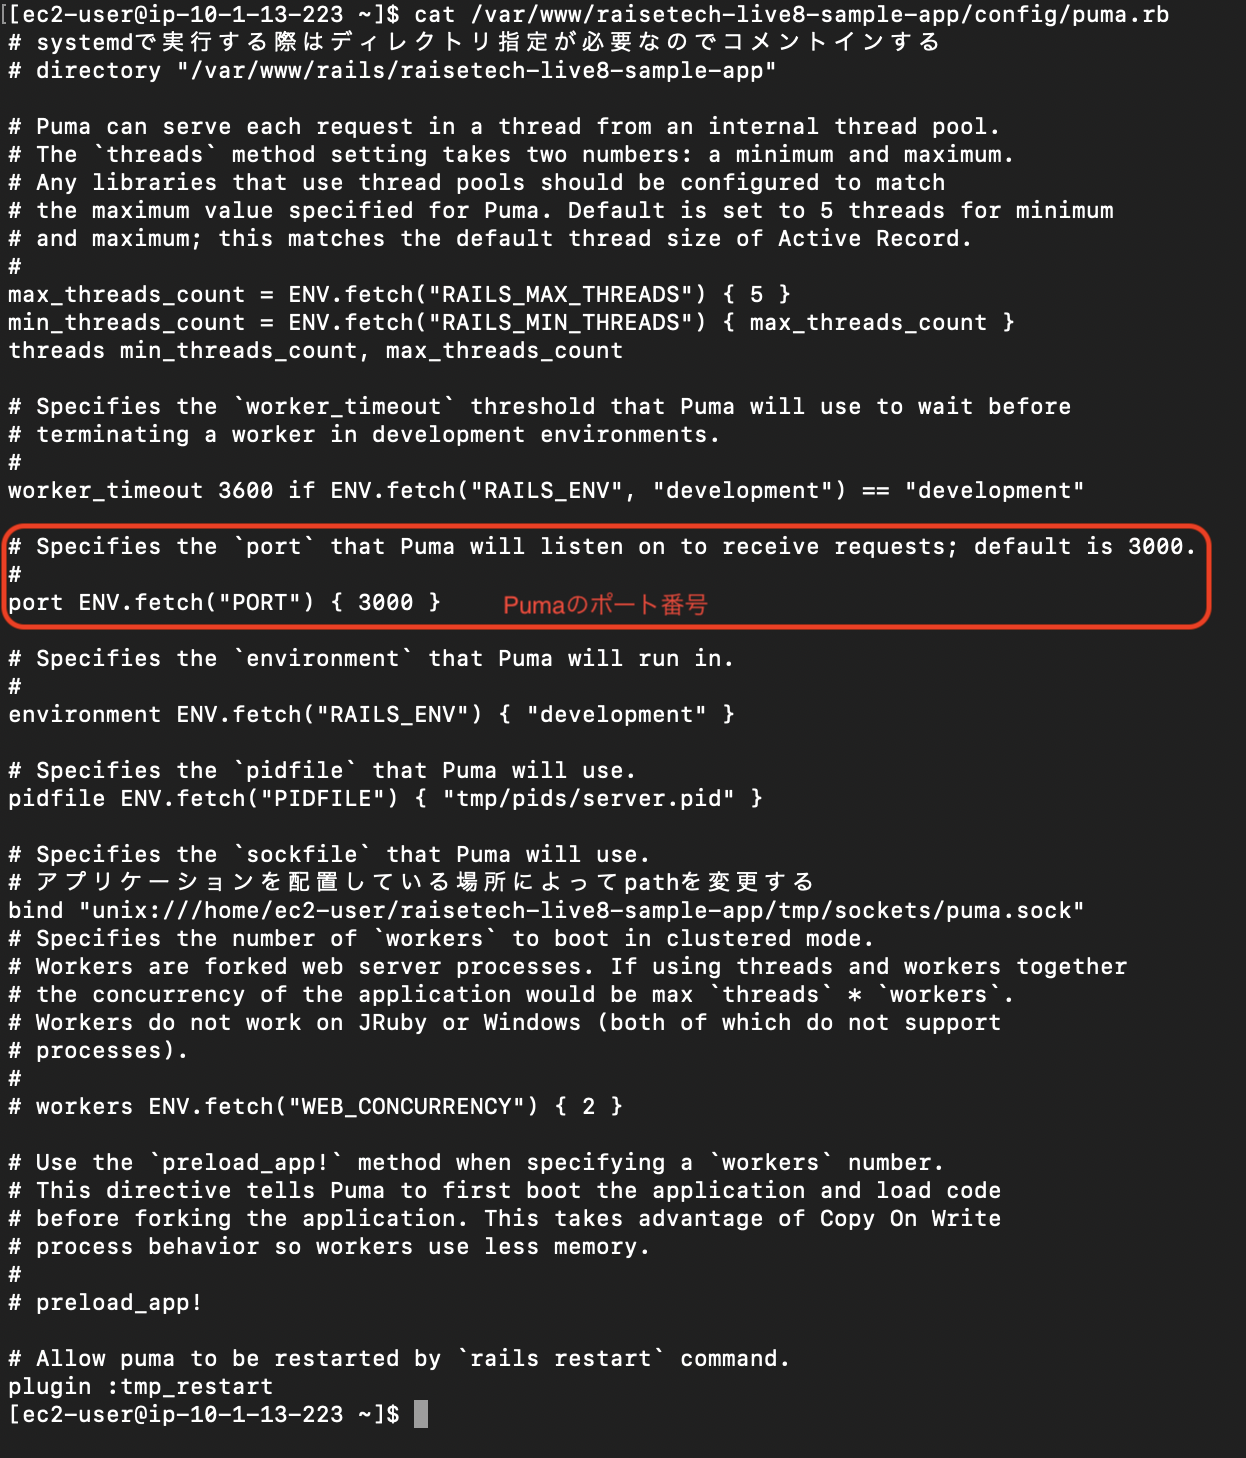 [[ec2-user@ip-10-1-13-223 ~]$ cat /var/www/raisetech-live8-sample-app/config/puma.rb
# systemdで実行する際はディレクトリ指定が必要なのでコメントインする
# directory "/var/www/rails/raisetech-live8-sample-app"

# Puma can serve each request in a thread from an internal thread pool.
# The `threads` method setting takes two numbers: a minimum and maximum.
# Any libraries that use thread pools should be configured to match
# the maximum value specified for Puma. Default is set to 5 threads for minimum
# and maximum; this matches the default thread size of Active Record.
#
max_threads_count = ENV.fetch("RAILS_MAX_THREADS") { 5 }
min_threads_count = ENV.fetch("RAILS_MIN_THREADS") { max_threads_count }
threads min_threads_count, max_threads_count

# Specifies the `worker_timeout` threshold that Puma will use to wait before
# terminating a worker in development environments.
#
worker_timeout 3600 if ENV.fetch("RAILS_ENV", "development") == "development"

# Specifies the `port` that Puma will listen on to receive requests; default is 3000.
#
port ENV.fetch("PORT") { 3000 } Pumaのポート番号

# Specifies the `environment` that Puma will run in.
#
environment ENV.fetch("RAILS_ENV") { "development" }

# Specifies the `pidfile` that Puma will use.
pidfile ENV.fetch("PIDFILE") { "tmp/pids/server.pid" }

# Specifies the `sockfile` that Puma will use.
# アプリケーションを配置している場所によってpathを変更する
bind "unix:///home/ec2-user/raisetech-live8-sample-app/tmp/sockets/puma.sock"
# Specifies the number of `workers` to boot in clustered mode.
# Workers are forked web server processes. If using threads and workers together
# the concurrency of the application would be max `threads` * `workers`.
# Workers do not work on JRuby or Windows (both of which do not support
# processes).
#
# workers ENV.fetch("WEB_CONCURRENCY") { 2 }

# Use the `preload_app!` method when specifying a `workers` number.
# This directive tells Puma to first boot the application and load code
# before forking the application. This takes advantage of Copy On Write
# process behavior so workers use less memory.
#
# preload_app!

# Allow puma to be restarted by `rails restart` command.
plugin :tmp_restart
[ec2-user@ip-10-1-13-223 ~]$